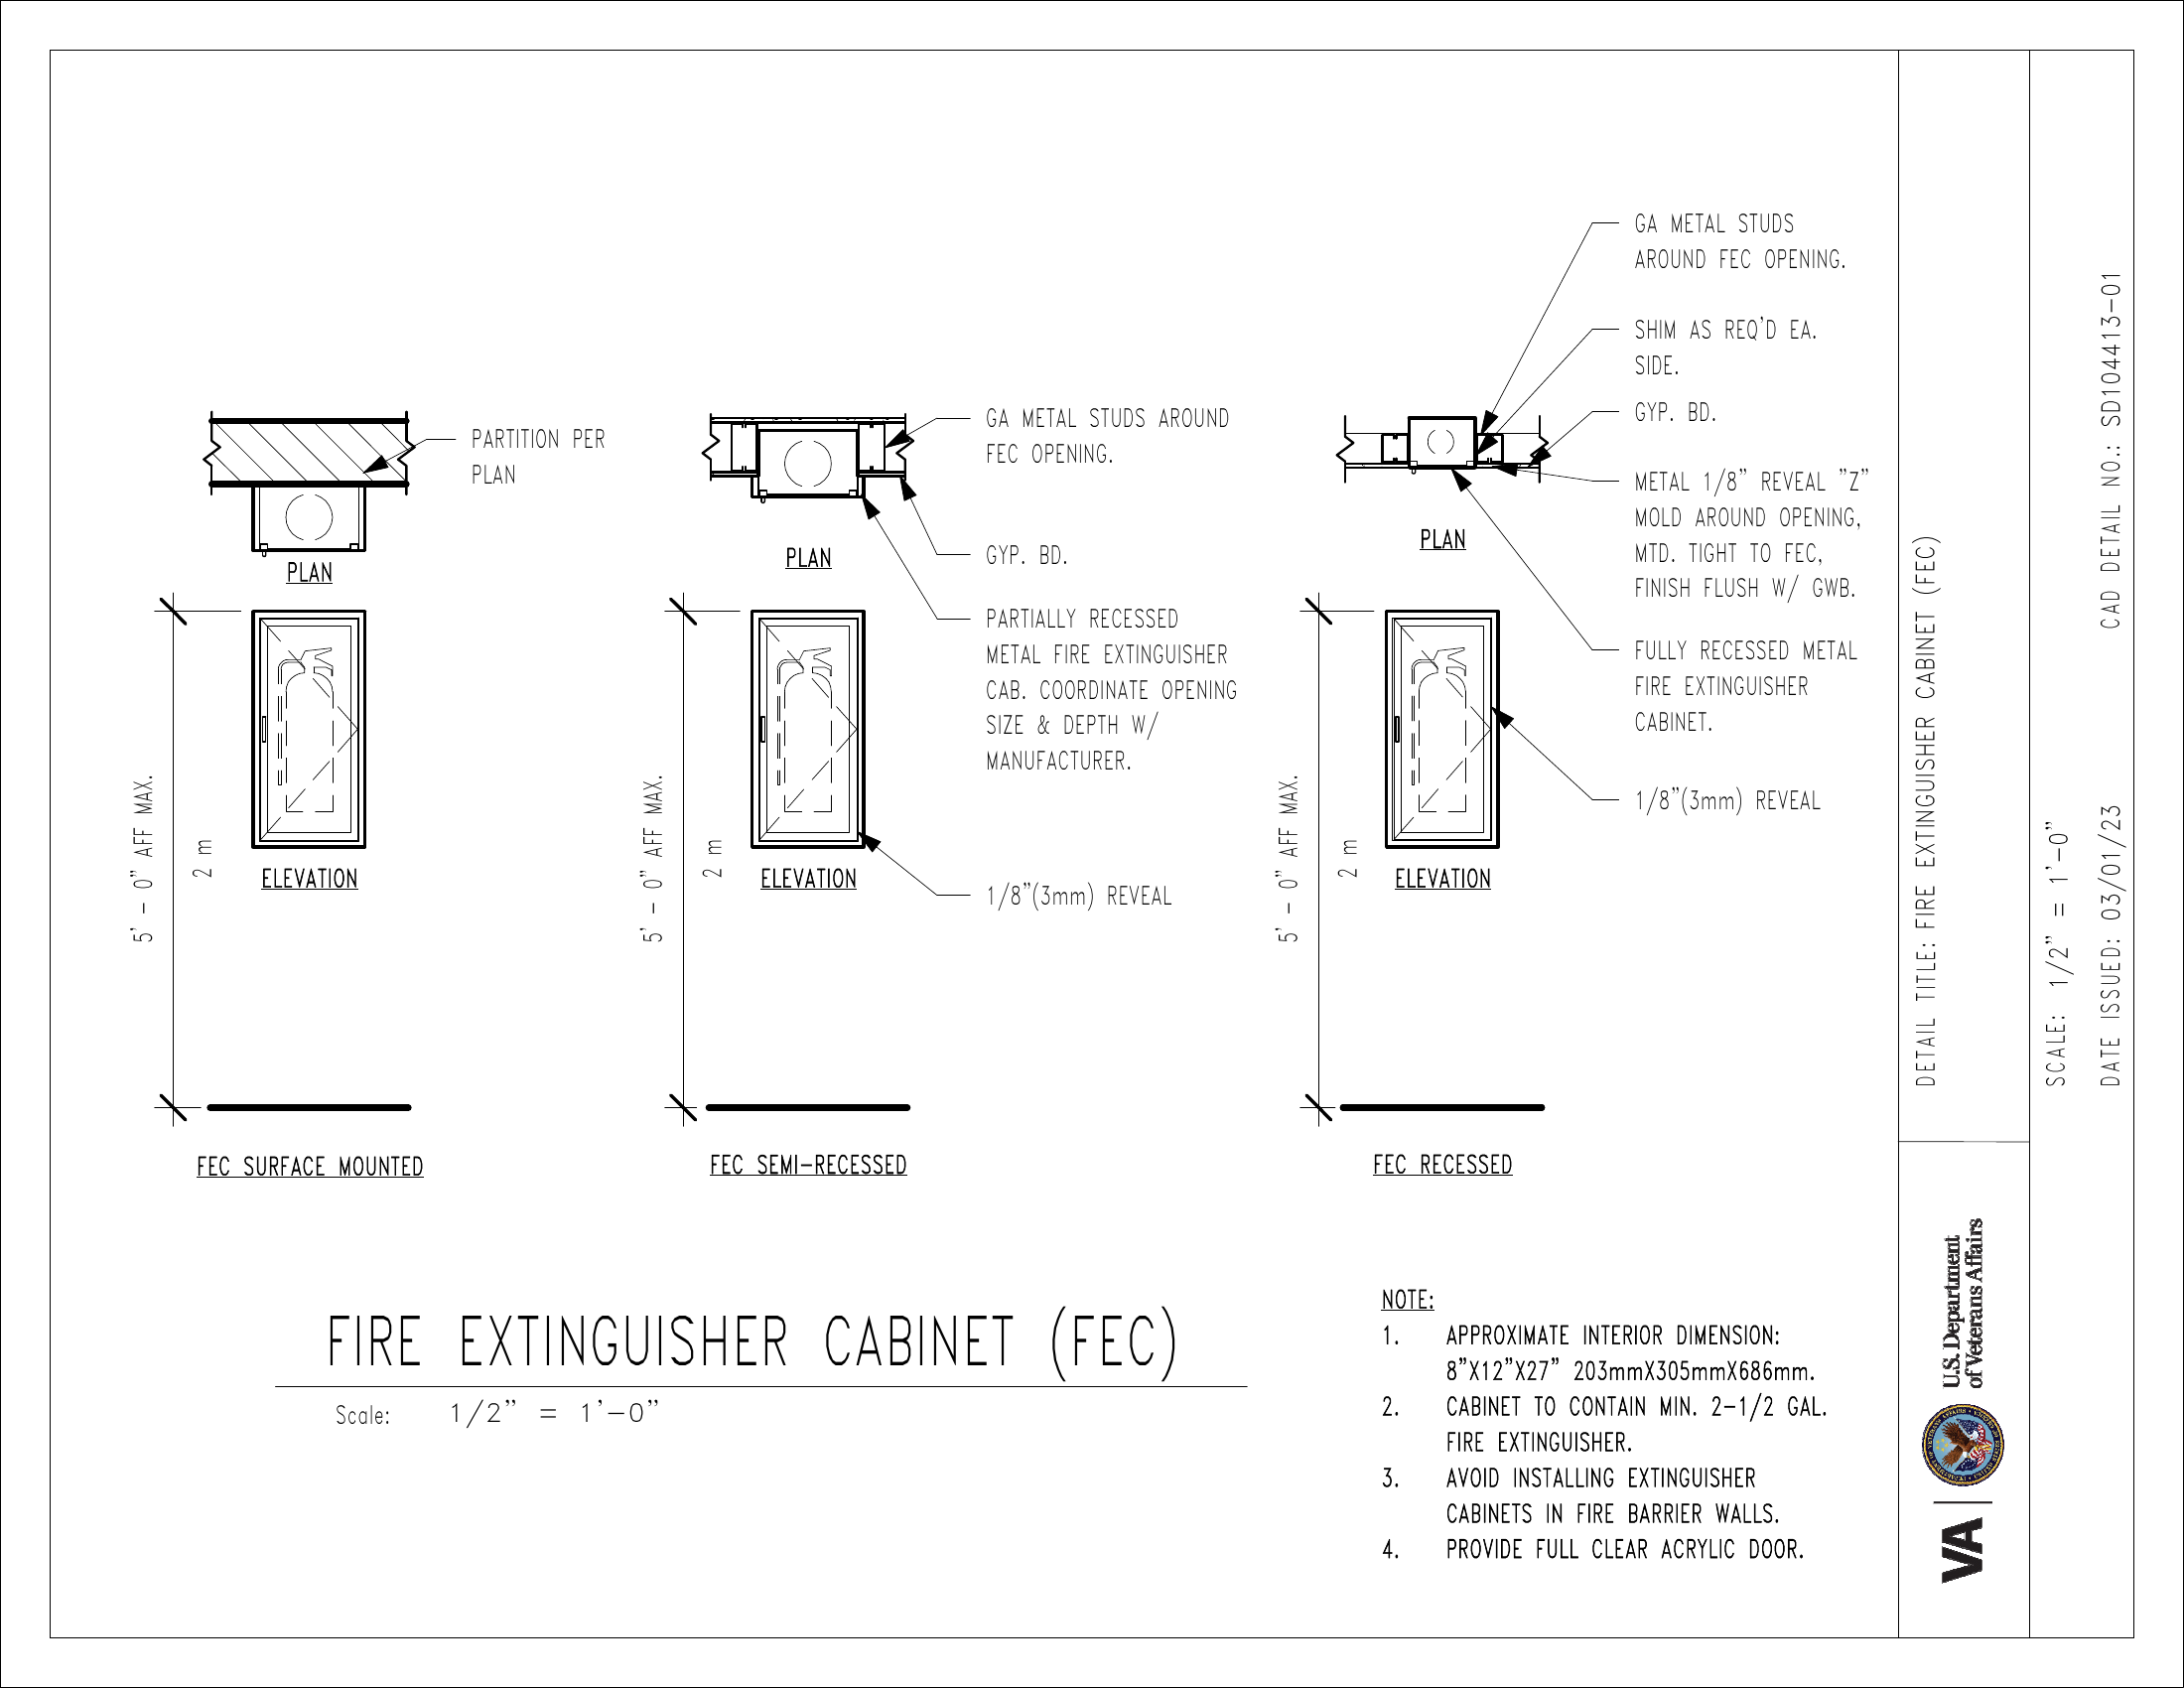 GA METAL STUDS
AROUND FEC OPENING.
SHIM AS REQ'D EA.
SIDE.
GYP. BD.
METAL 1/8" REVEAL "Z"
MOLD AROUND OPENING,
MTD. TIGHT TO FEC,
FINISH FLUSH W/ GWB.
FULLY RECESSED METAL
FIRE EXTINGUISHER
CABINET.
1/8"(3mm) REVEAL
PARTITION PER
PLAN
GA METAL STUDS AROUND
FEC OPENING.
GYP. BD.
PARTIALLY RECESSED
METAL FIRE EXTINGUISHER
CAB. COORDINATE OPENING
SIZE & DEPTH W/
MANUFACTURER.
1/8"(3mm) REVEAL
PLAN
PLAN
PLAN
5' - 0" AFF MAX.
2 m
5' - 0" AFF MAX.
2 m
5' - 0" AFF MAX.
2 m
ELEVATION
ELEVATION
ELEVATION
FEC SURFACE MOUNTED
FEC SEMI-RECESSED
FEC RECESSED
FIRE EXTINGUISHER CABINET (FEC)
Scale: 1/2" = 1'-0"
NOTE:
1. APPROXIMATE INTERIOR DIMENSION:
8"X12"X27" 203mmX305mmX686mm.
2. CABINET TO CONTAIN MIN. 2-1/2 GAL.
FIRE EXTINGUISHER.
3. AVOID INSTALLING EXTINGUISHER
CABINETS IN FIRE BARRIER WALLS.
4. PROVIDE FULL CLEAR ACRYLIC DOOR.
DETAIL TITLE: FIRE EXTINGUISHER CABINET (FEC)
SCALE: 1/2" = 1'-0"
DATE ISSUED: 03/01/23
CAD DETAIL NO.: SD104413-01
VA
U.S. Department
of Veterans Affairs